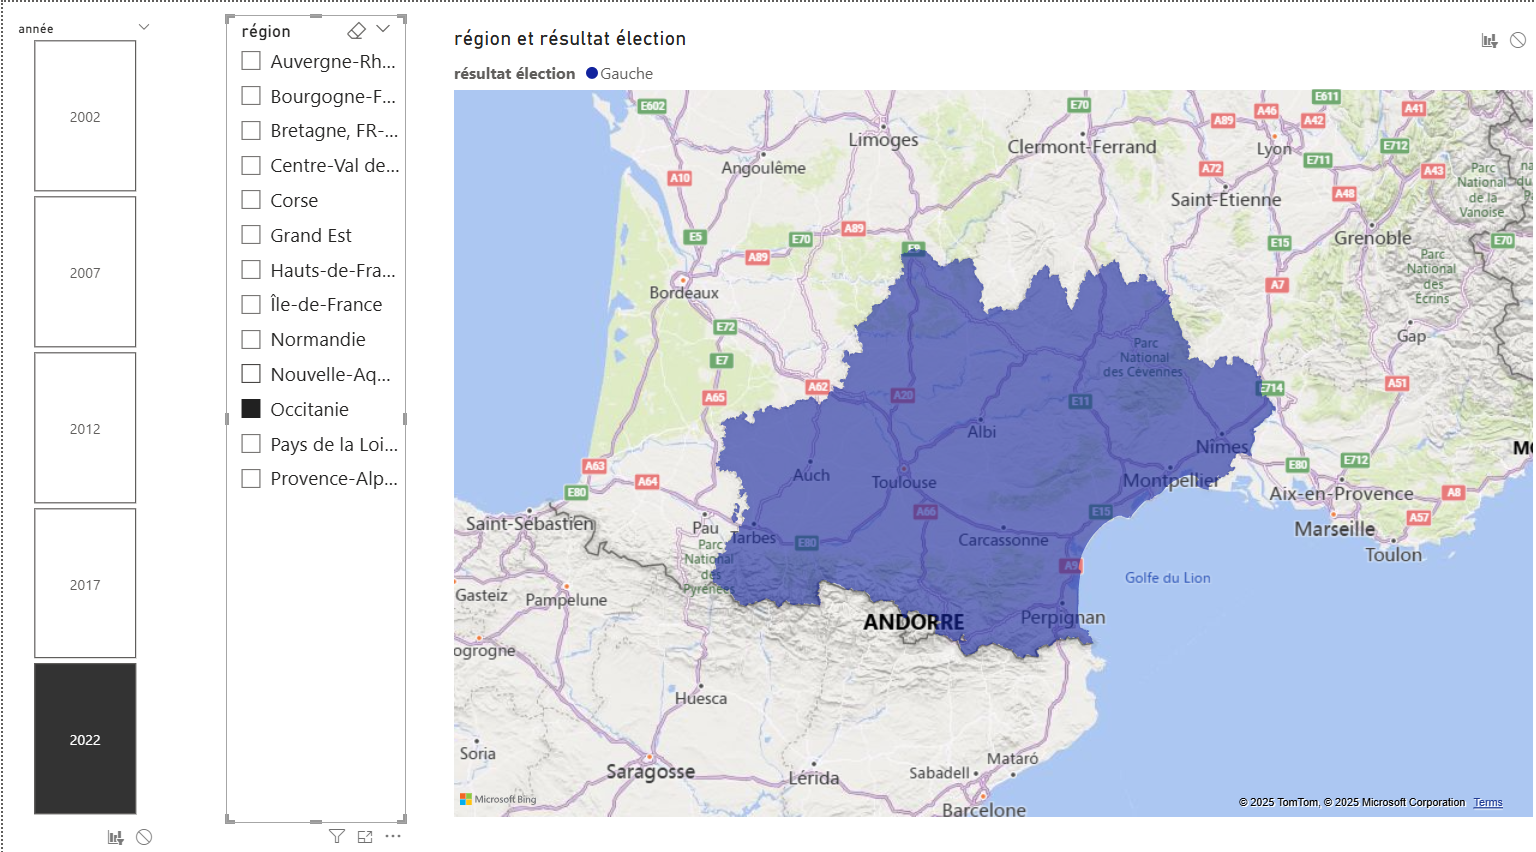 année
2002
2007
2012
2017
2022
région
Auvergne-Rh...
Bourgogne-F...
Bretagne, FR-...
Centre-Val de...
Corse
Grand Est
Hauts-de-Fra...
Île-de-France
Normandie
Nouvelle-Aq...
Occitanie
Pays de la Loi...
Provence-Alp...
région et résultat élection
résultat élection Gauche
E602
E70
E611
A46
A41
A89
A42
Limoges
Clermont-Ferrand
Lyon
E712
E711
Angoulême
A10
A72
A43
Parc
National
de la
Vanoise
Saint-Étienne
A48
E5
E70
A89
E15
Grenoble
E70
A89
E9
Parc
National
des
Écrins
Bordeaux
A7
E72
Gap
E7
Parc
National
des Cévennes
A62
A20
E714
A51
A65
E11
Albi
Nîmes
MO
A63
A64
Auch
Toulouse
Montpellier
E80
E712
E80
Aix-en-Provence
A8
Saint-Sébastien
Pau
A66
E15
Marseille
A57
Tarbes
E80
Carcassonne
Toulon
Parc
National
des
Pyrénées
A9
Golfe du Lion
Gasteiz
Pampelune
ANDORRE
Perpignan
ogrogne
Huesca
Soria
Saragosse
Lérida
Sabadell
Mataró
Barcelone
Microsoft Bing
© 2025 TomTom, © 2025 Microsoft Corporation Terms